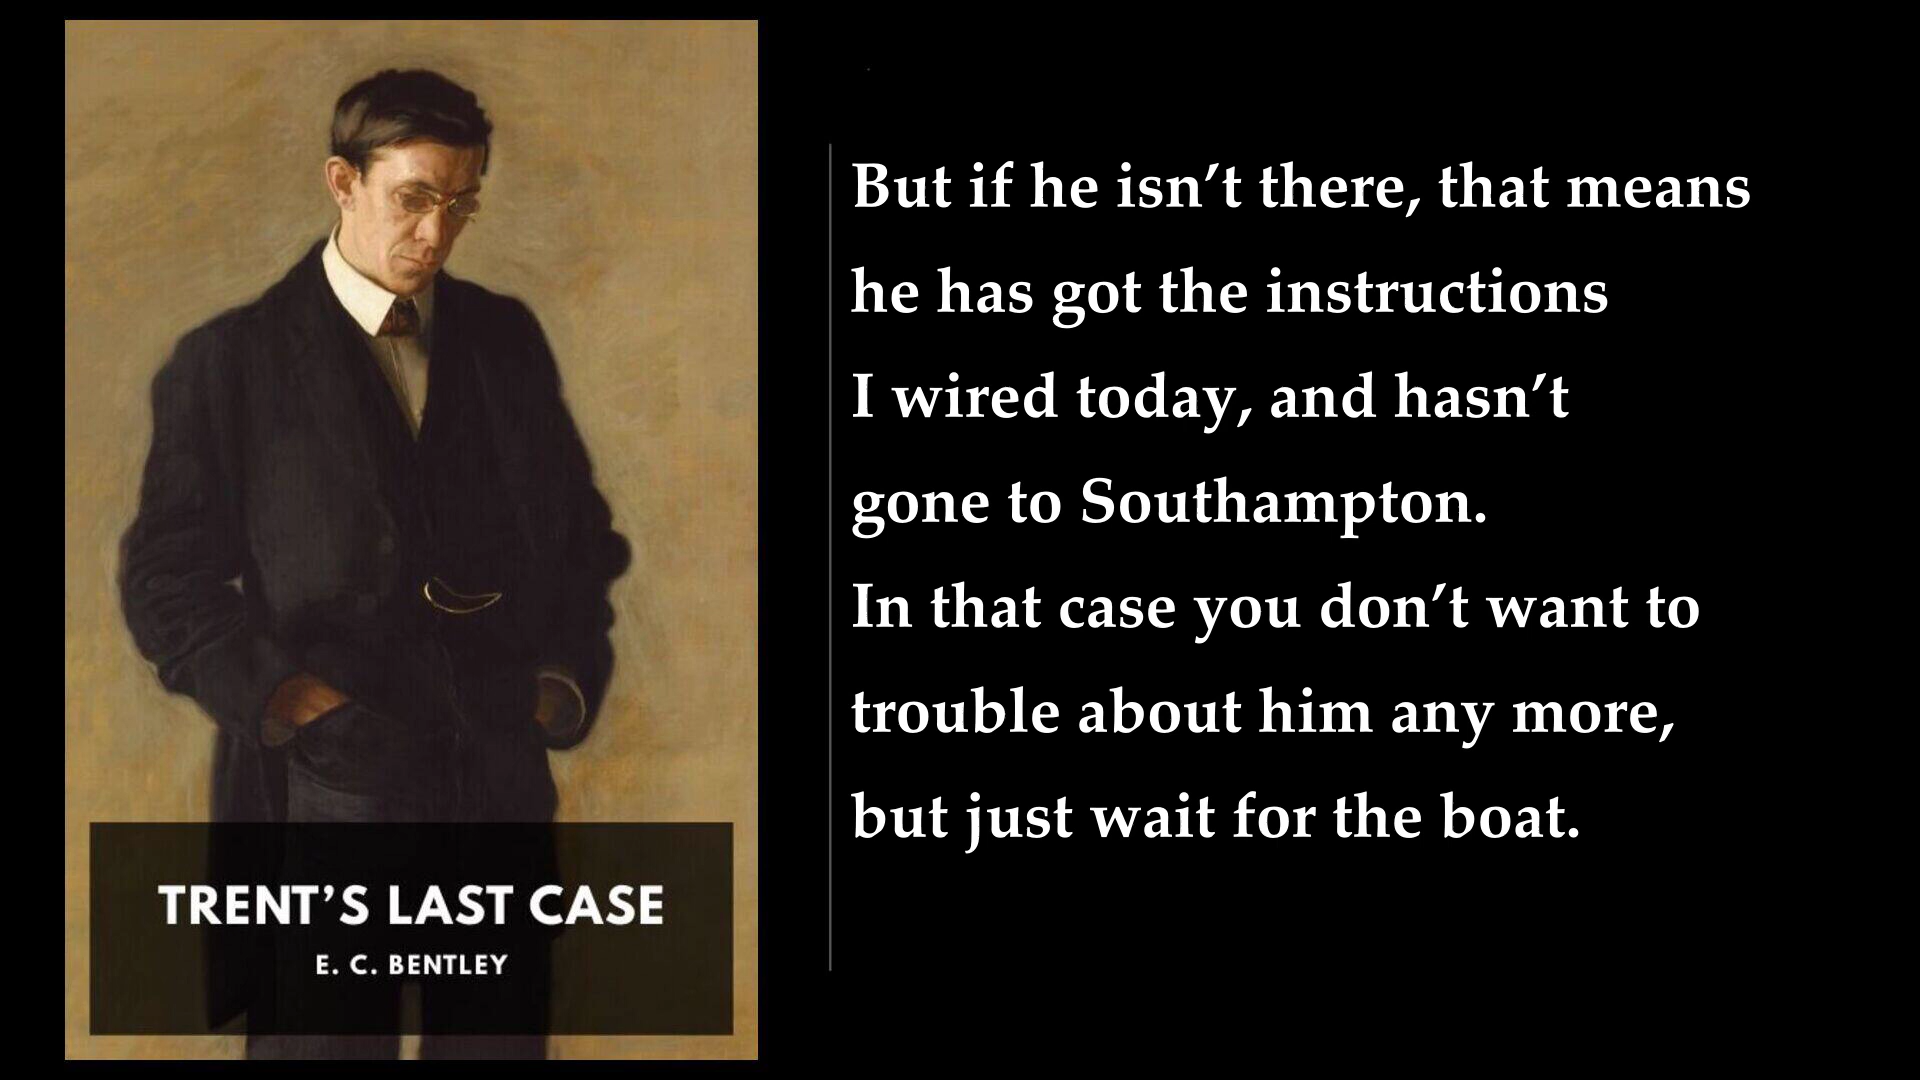 TRENT’S LAST CASE
E. C. BENTLEY
But if he isn’t there, that means
he has got the instructions
I wired today, and hasn’t
gone to Southampton.
In that case you don’t want to
trouble about him any more,
but just wait for the boat.